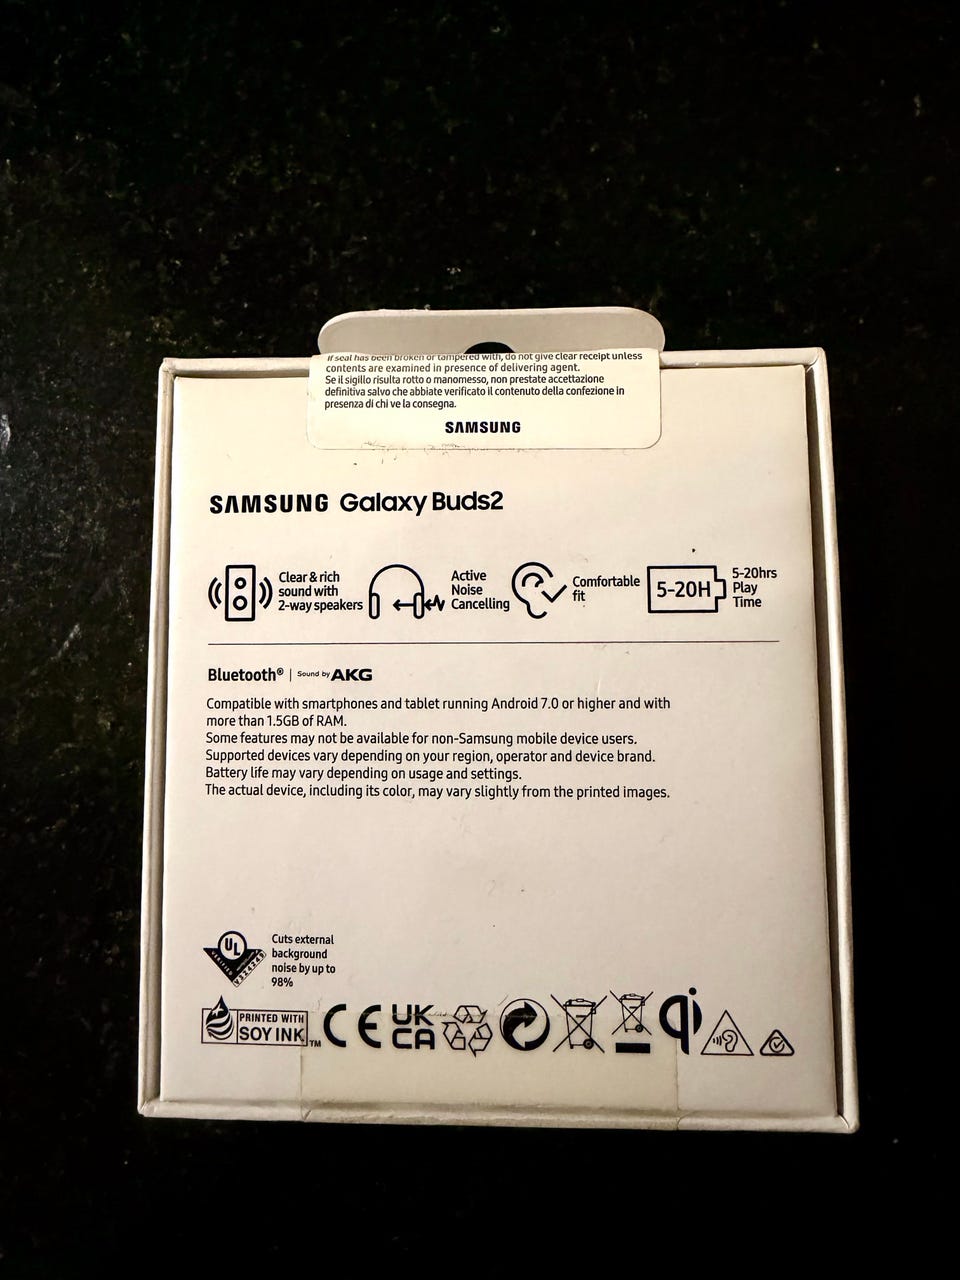 If seal has been broken or tampered with, do not give clear receipt unless
contents are examined in presence of delivering agent.
Se il sigillo risulta rotto o manomesso, non prestate accettazione
definitiva salvo che abbiate verificato il contenuto della confezione in
presenza di chi ve la consegna.
SAMSUNG
SAMSUNG Galaxy Buds2
Clear & rich
sound with
2-way speakers
Active
Noise
Cancelling
Comfortable
fit
5-20H
5-20hrs
Play
Time
Bluetooth® | Sound by AKG
Compatible with smartphones and tablet running Android 7.0 or higher and with
more than 1.5GB of RAM.
Some features may not be available for non-Samsung mobile device users.
Supported devices vary depending on your region, operator and device brand.
Battery life may vary depending on usage and settings.
The actual device, including its color, may vary slightly from the printed images.
UL
VERIFIED
V324249
Cuts external
background
noise by up to
98%
PRINTED WITH
SOY INK TM
CE
UK
CA
qi